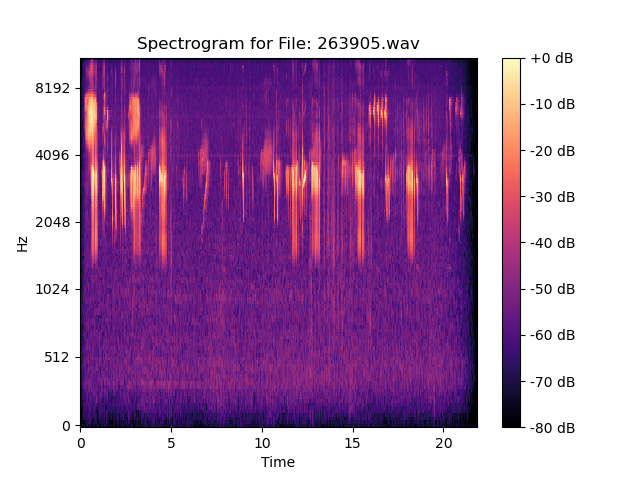 Spectrogram for File: 263905.wav
8192
4096
2048
1024
512
0
Hz
0
5
10
15
20
Time
+0 dB
-10 dB
-20 dB
-30 dB
-40 dB
-50 dB
-60 dB
-70 dB
-80 dB